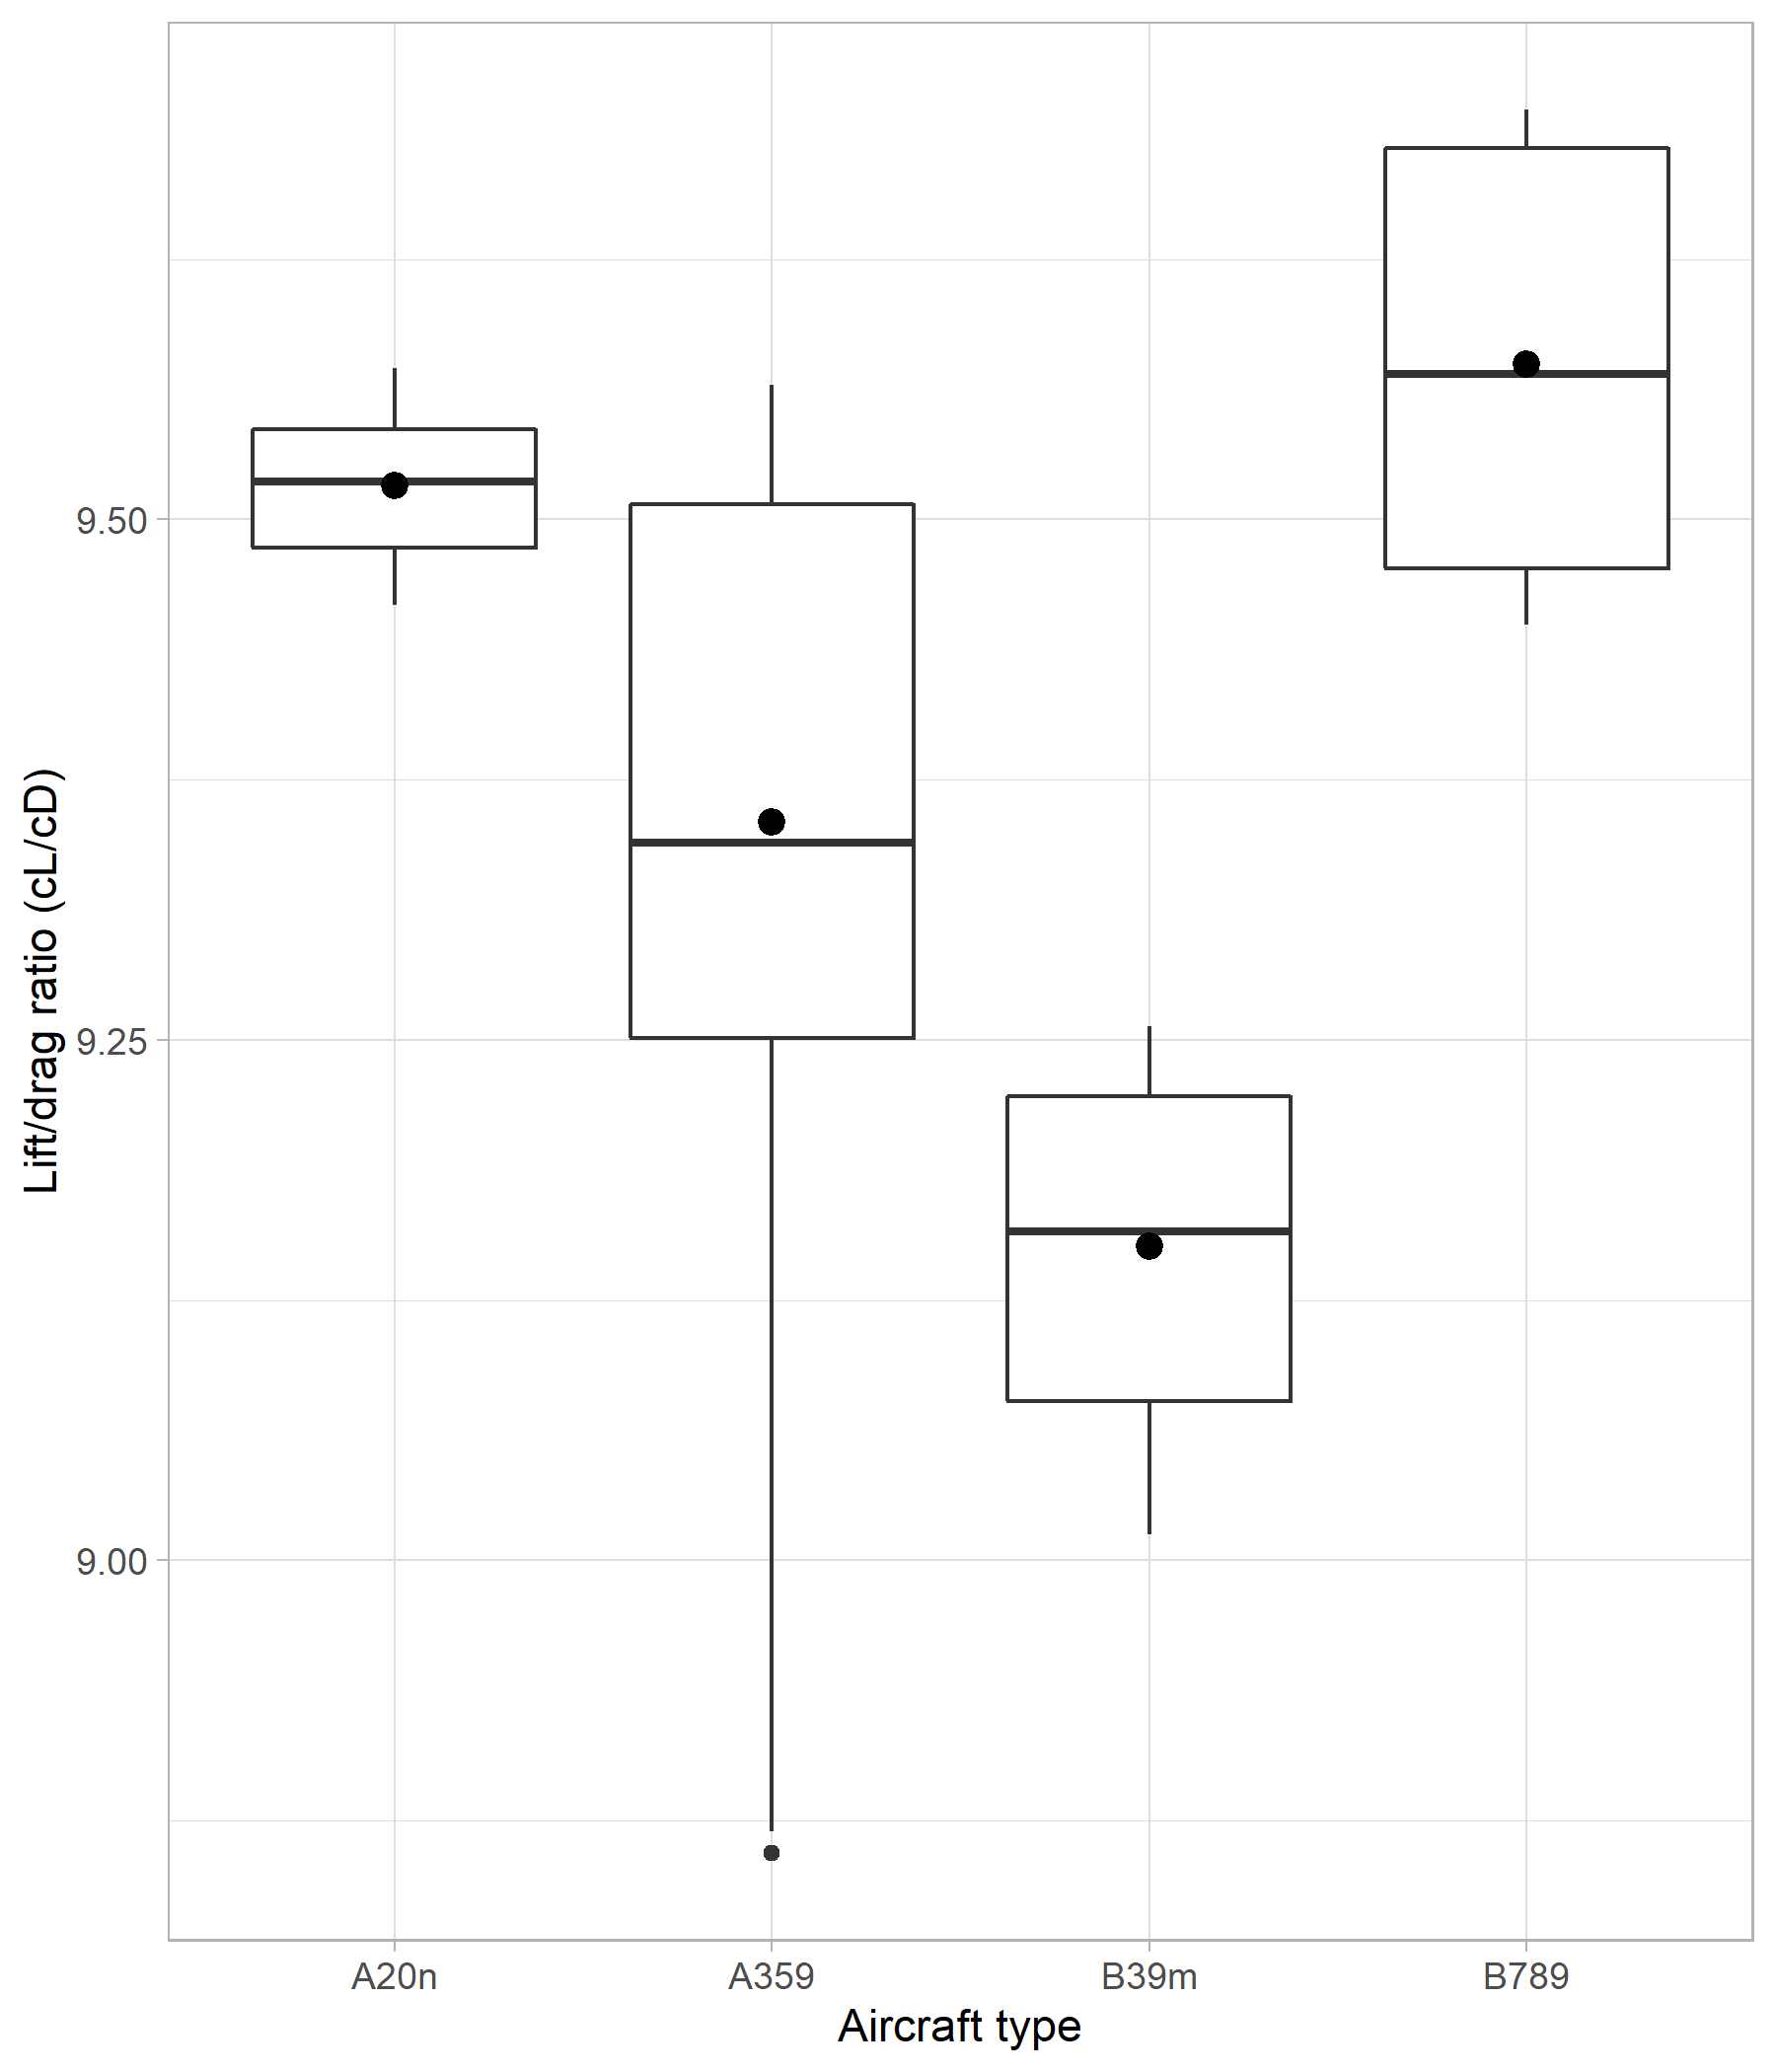 Lift/drag ratio (cL/cD)
9.50
9.25
9.00
A20n A359 B39m B789
Aircraft type